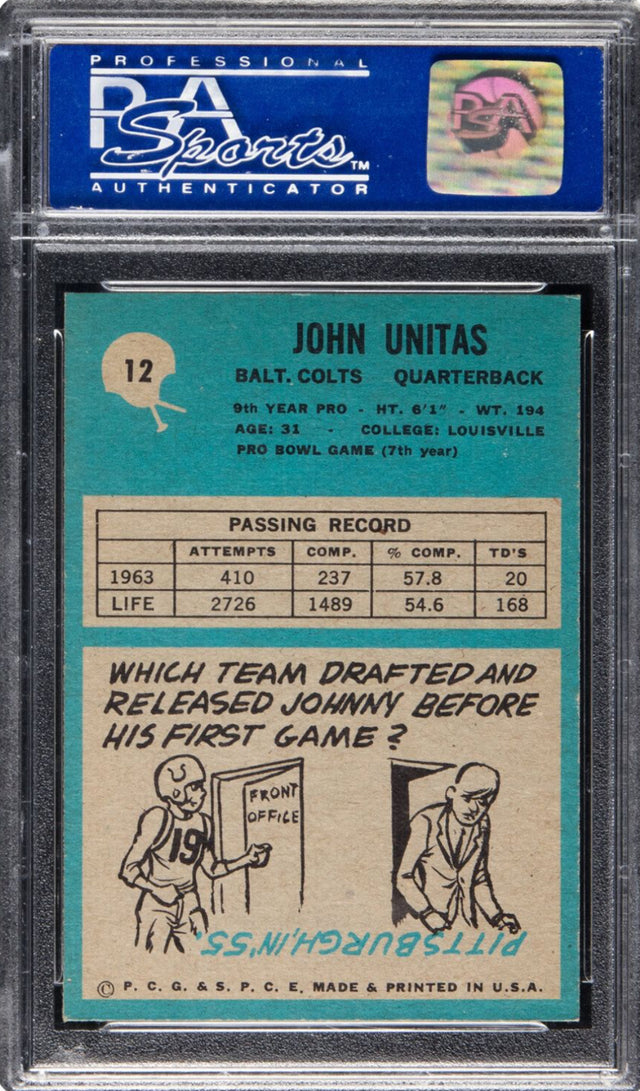 PROFESSIONAL
PSA
Sports™
AUTHENTICATOR
PSA
12
JOHN UNITAS
BALT. COLTS QUARTERBACK
9th YEAR PRO - HT. 6'1" - WT. 194
AGE: 31 - COLLEGE: LOUISVILLE
PRO BOWL GAME (7th year)
PASSING RECORD
ATTEMPTS COMP. % COMP. TD'S
1963 410 237 57.8 20
LIFE 2726 1489 54.6 168
WHICH TEAM DRAFTED AND
RELEASED JOHNNY BEFORE
HIS FIRST GAME?
FRONT
OFFICE
19
PITTSBURGH, IN '55.
© P. C. G. & S. P. C. E. MADE & PRINTED IN U.S.A.